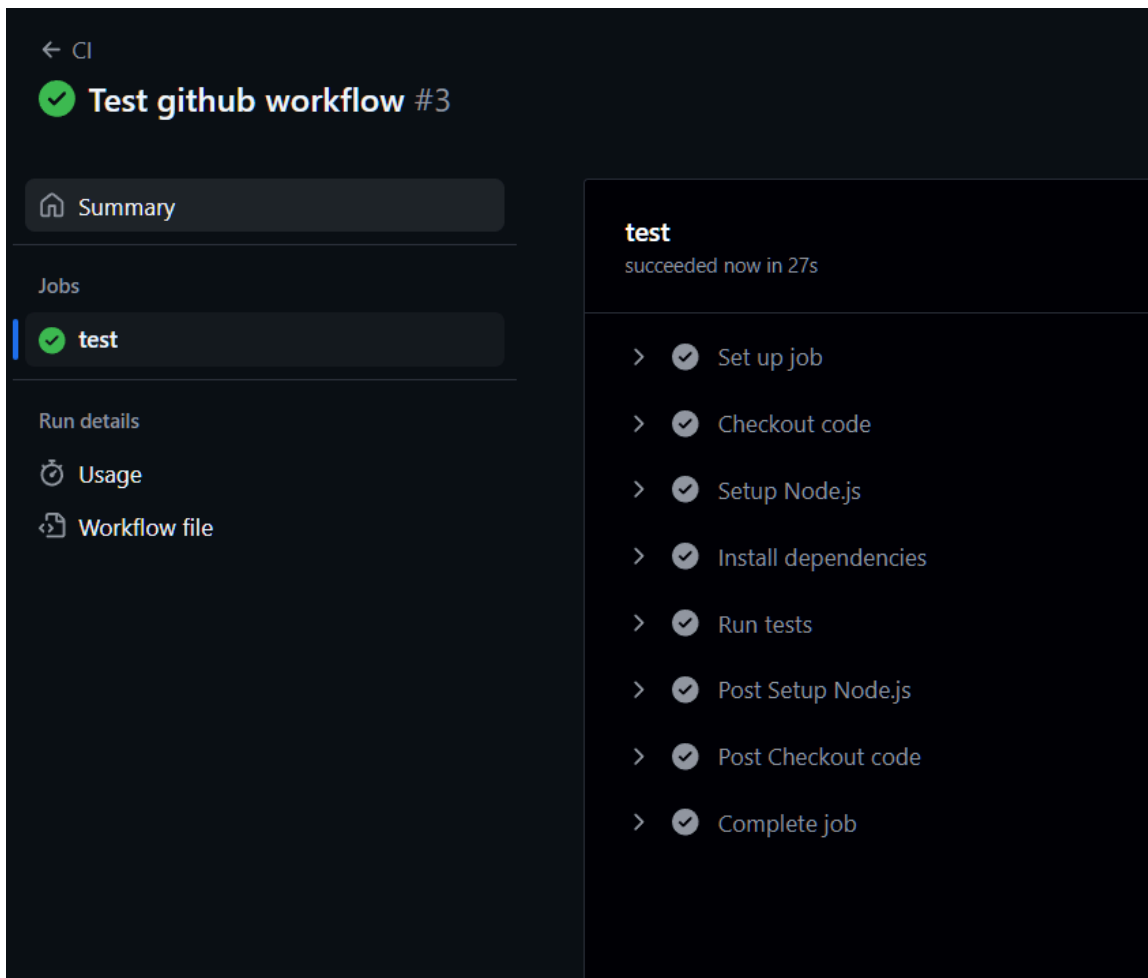 CI
Test github workflow #3
Summary
Jobs
test
Run details
Usage
Workflow file
test
succeeded now in 27s
Set up job
Checkout code
Setup Node.js
Install dependencies
Run tests
Post Setup Node.js
Post Checkout code
Complete job